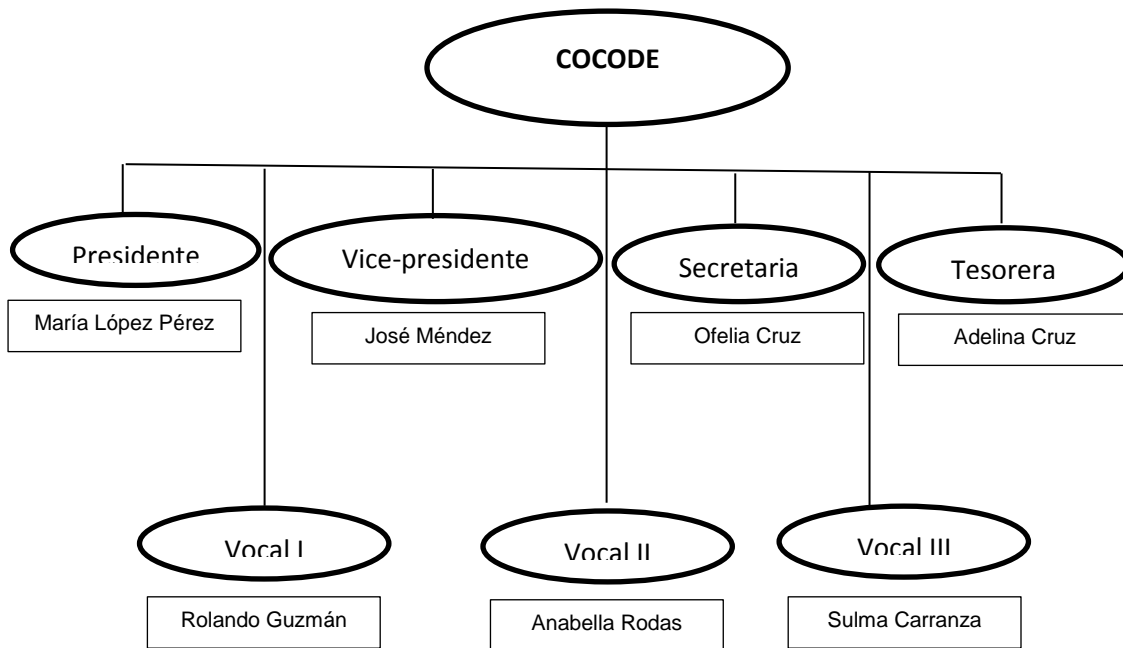 COCODE
Presidente
Vice-presidente
Secretaria
Tesorera
María López Pérez
José Méndez
Ofelia Cruz
Adelina Cruz
Vocal I
Vocal II
Vocal III
Rolando Guzmán
Anabella Rodas
Sulma Carranza